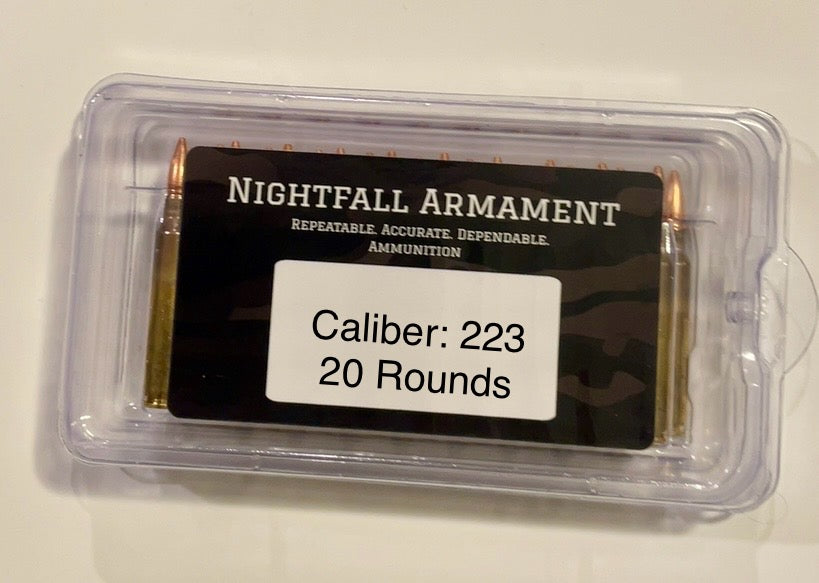 Nightfall Armament
Repeatable. Accurate. Dependable.
Ammunition
Caliber: 223
20 Rounds